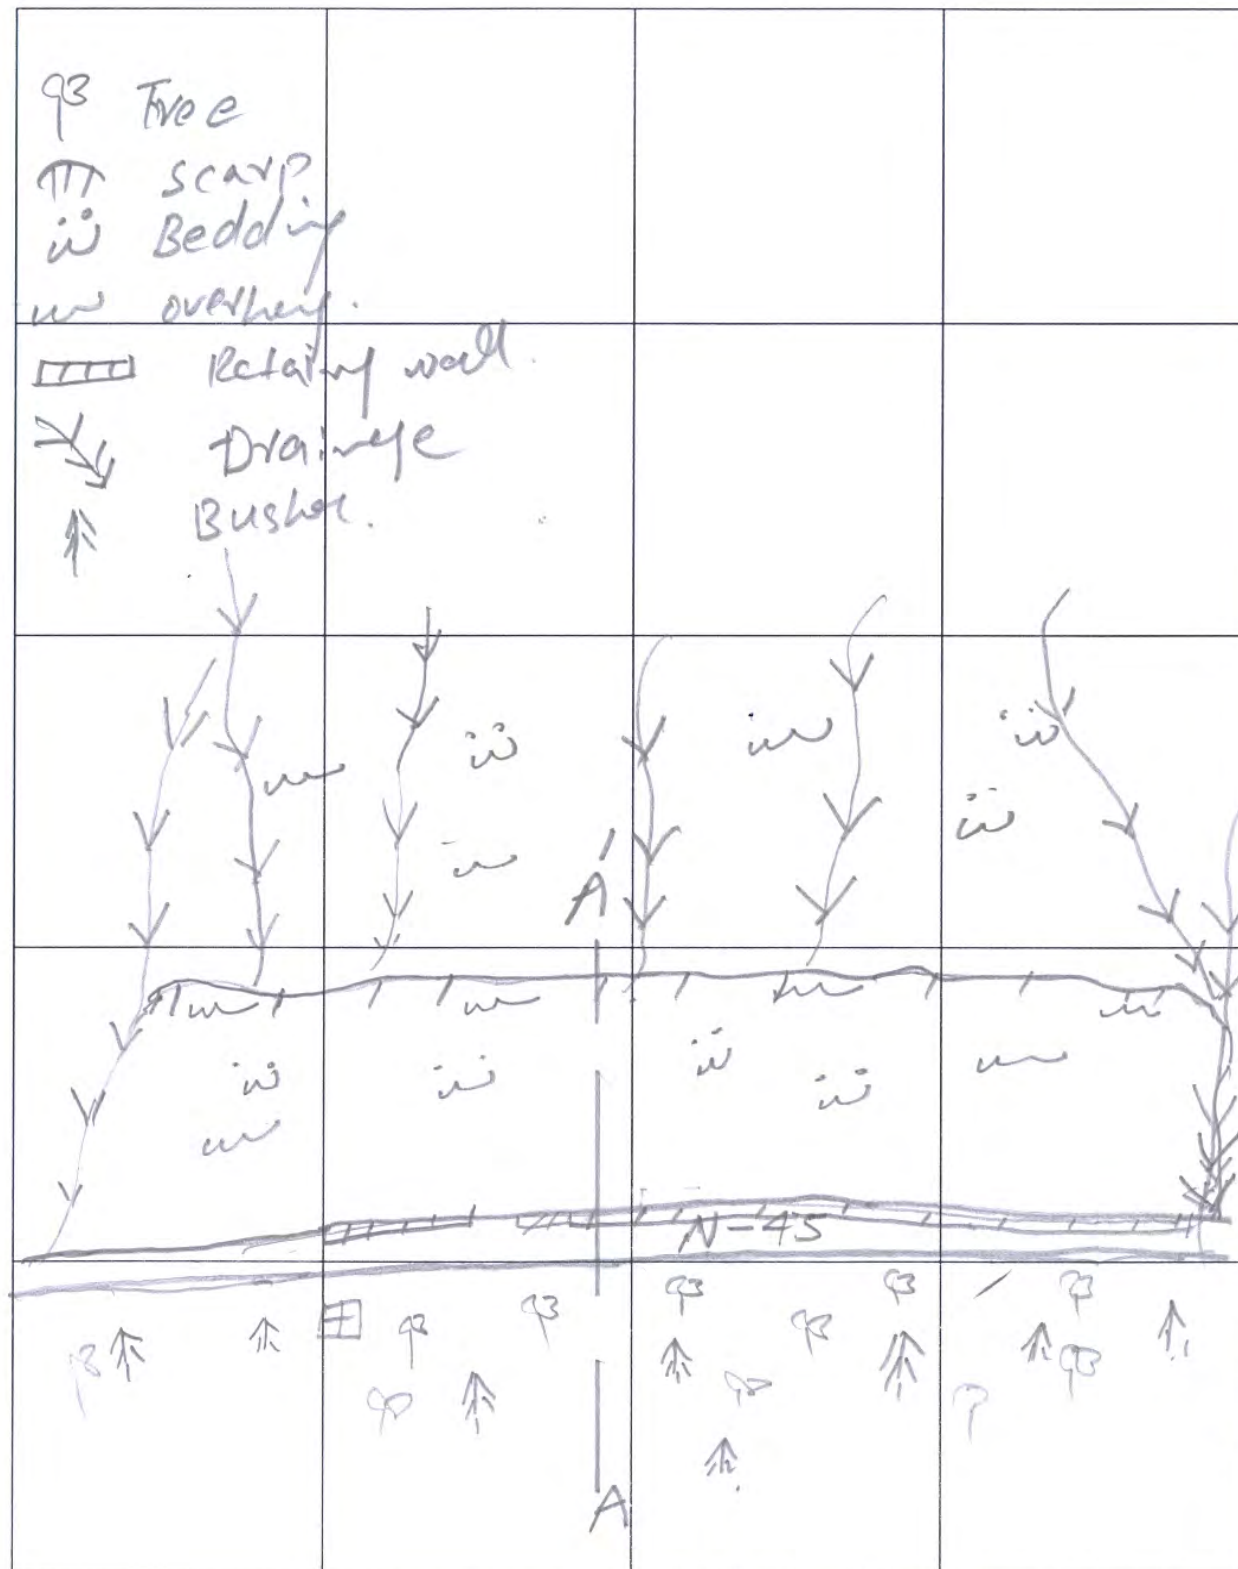 Tree
scarp
Bedding
overhang.
Retaining wall.
Drainage
Bushes.
A'
N-45
A